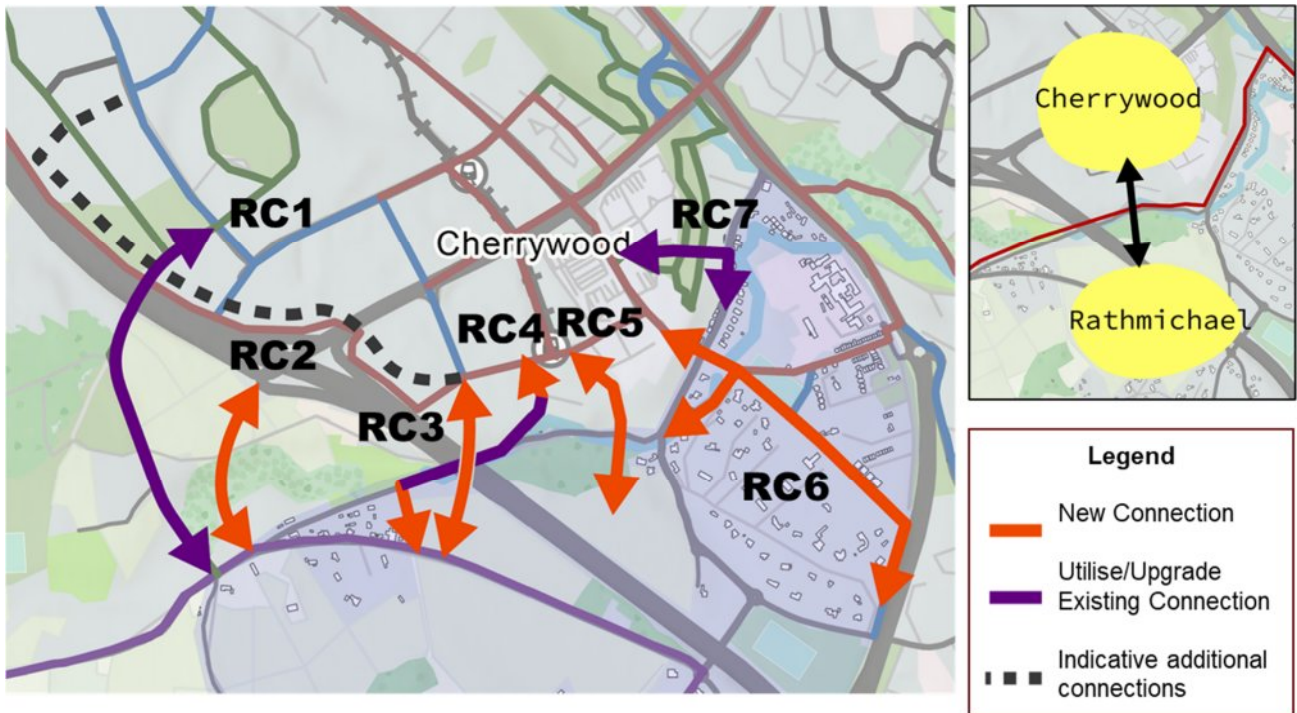 RC1
RC7
Cherrywood
RC4
RC5
RC2
RC3
RC6
Cherrywood
Rathmichael
Legend
New Connection
Utilise/Upgrade
Existing Connection
Indicative additional
connections